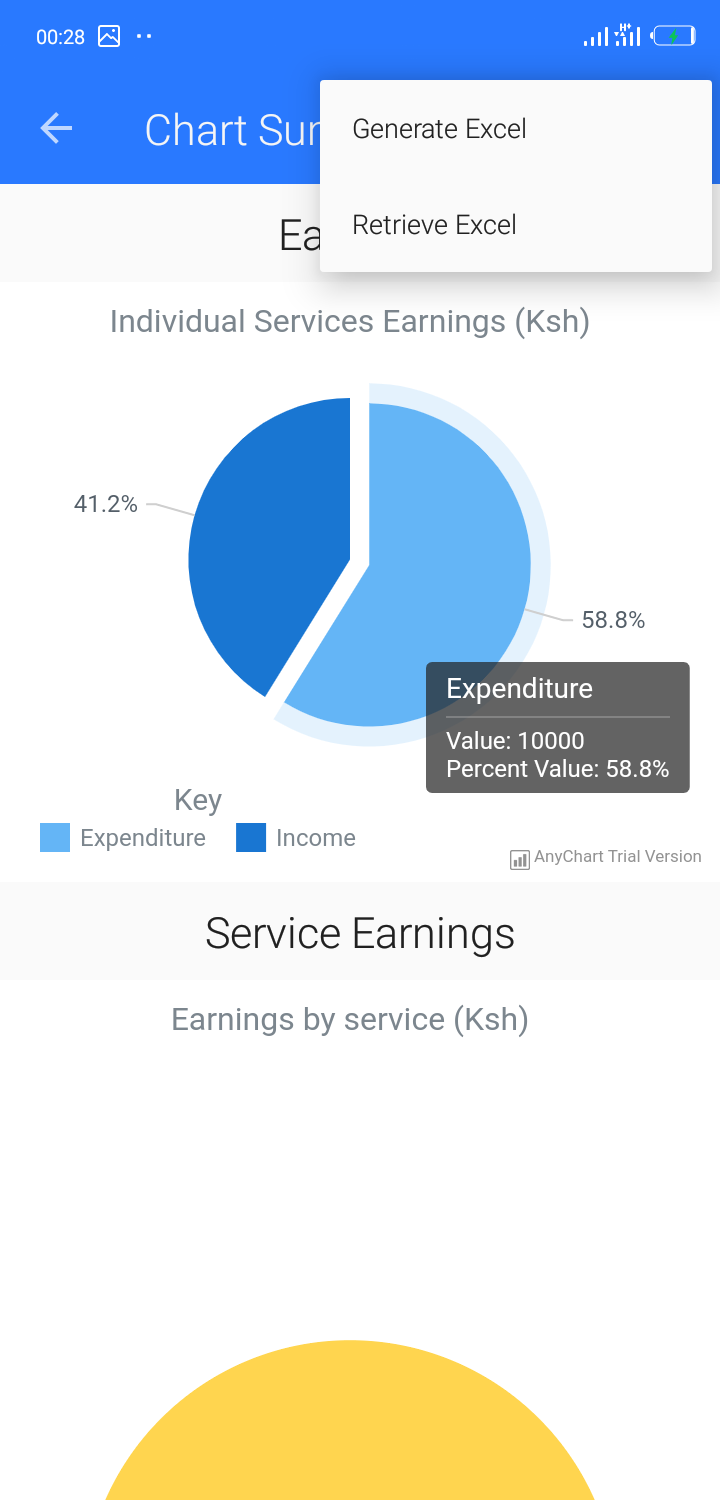 00:28
Chart Sur
Generate Excel
Retrieve Excel
Ea
Individual Services Earnings (Ksh)
41.2%
58.8%
Expenditure
Value: 10000
Percent Value: 58.8%
Key
Expenditure Income
AnyChart Trial Version
Service Earnings
Earnings by service (Ksh)